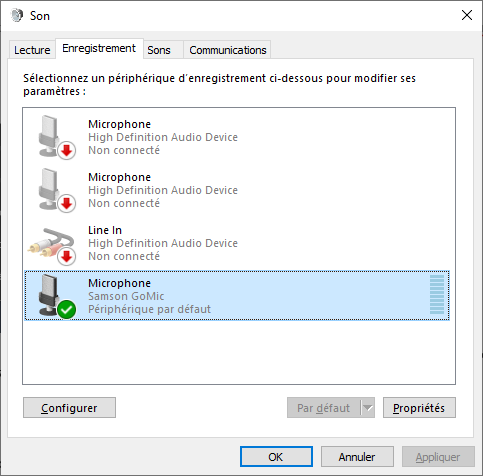 Son
Lecture Enregistrement Sons Communications
Sélectionnez un périphérique d'enregistrement ci-dessous pour modifier ses
paramètres :
Microphone
High Definition Audio Device
Non connecté
Microphone
High Definition Audio Device
Non connecté
Line In
High Definition Audio Device
Non connecté
Microphone
Samson GoMic
Périphérique par défaut
Configurer Par défaut Propriétés
OK Annuler Appliquer